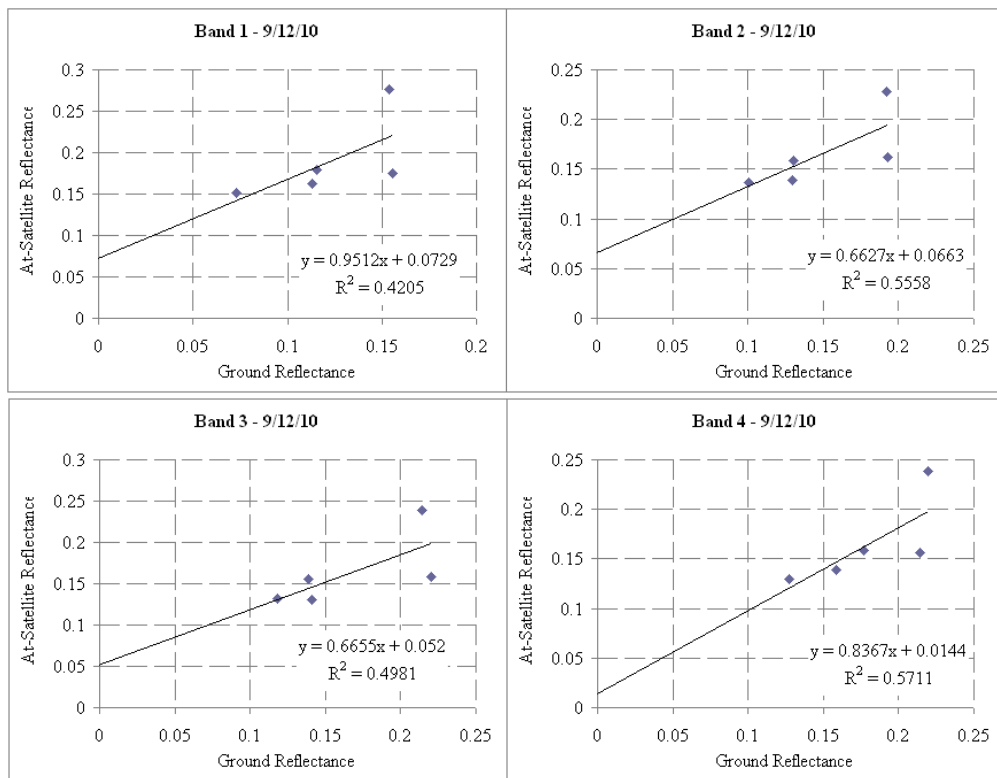 Band 1 - 9/12/10
At-Satellite Reflectance
0.3
0.25
0.2
0.15
0.1
0.05
0
y = 0.9512x + 0.0729
R² = 0.4205
0 0.05 0.1 0.15 0.2
Ground Reflectance
Band 2 - 9/12/10
At-Satellite Reflectance
0.25
0.2
0.15
0.1
0.05
0
y = 0.6627x + 0.0663
R² = 0.5558
0 0.05 0.1 0.15 0.2 0.25
Ground Reflectance
Band 3 - 9/12/10
At-Satellite Reflectance
0.3
0.25
0.2
0.15
0.1
0.05
0
y = 0.6655x + 0.052
R² = 0.4981
0 0.05 0.1 0.15 0.2 0.25
Ground Reflectance
Band 4 - 9/12/10
At-Satellite Reflectance
0.25
0.2
0.15
0.1
0.05
0
y = 0.8367x + 0.0144
R² = 0.5711
0 0.05 0.1 0.15 0.2 0.25
Ground Reflectance